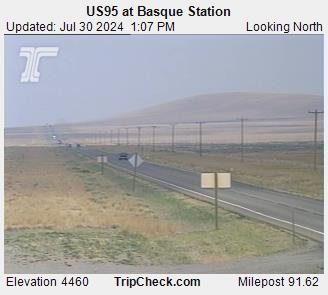 US95 at Basque Station
Updated: Jul 30 2024 1:07 PM Looking North
Elevation 4460 TripCheck.com Milepost 91.62